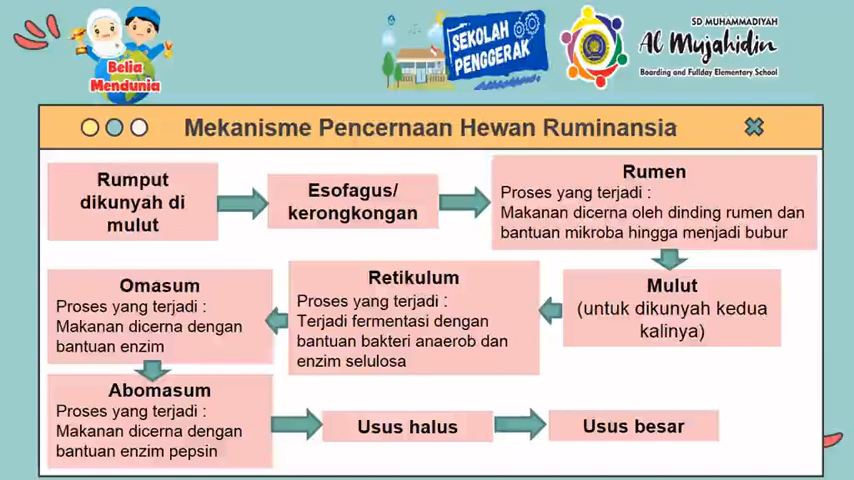 Belia
Mendunia
SEKOLAH
PENGGERAK
SD MUHAMMADIYAH
Al Mujahidin
Boarding and Fullday Elementary School
Mekanisme Pencernaan Hewan Ruminansia
Rumput
dikunyah di
mulut
Esofagus/
kerongkongan
Rumen
Proses yang terjadi :
Makanan dicerna oleh dinding rumen dan
bantuan mikroba hingga menjadi bubur
Mulut
(untuk dikunyah kedua
kalinya)
Retikulum
Proses yang terjadi :
Terjadi fermentasi dengan
bantuan bakteri anaerob dan
enzim selulosa
Omasum
Proses yang terjadi :
Makanan dicerna dengan
bantuan enzim
Abomasum
Proses yang terjadi :
Makanan dicerna dengan
bantuan enzim pepsin
Usus halus
Usus besar